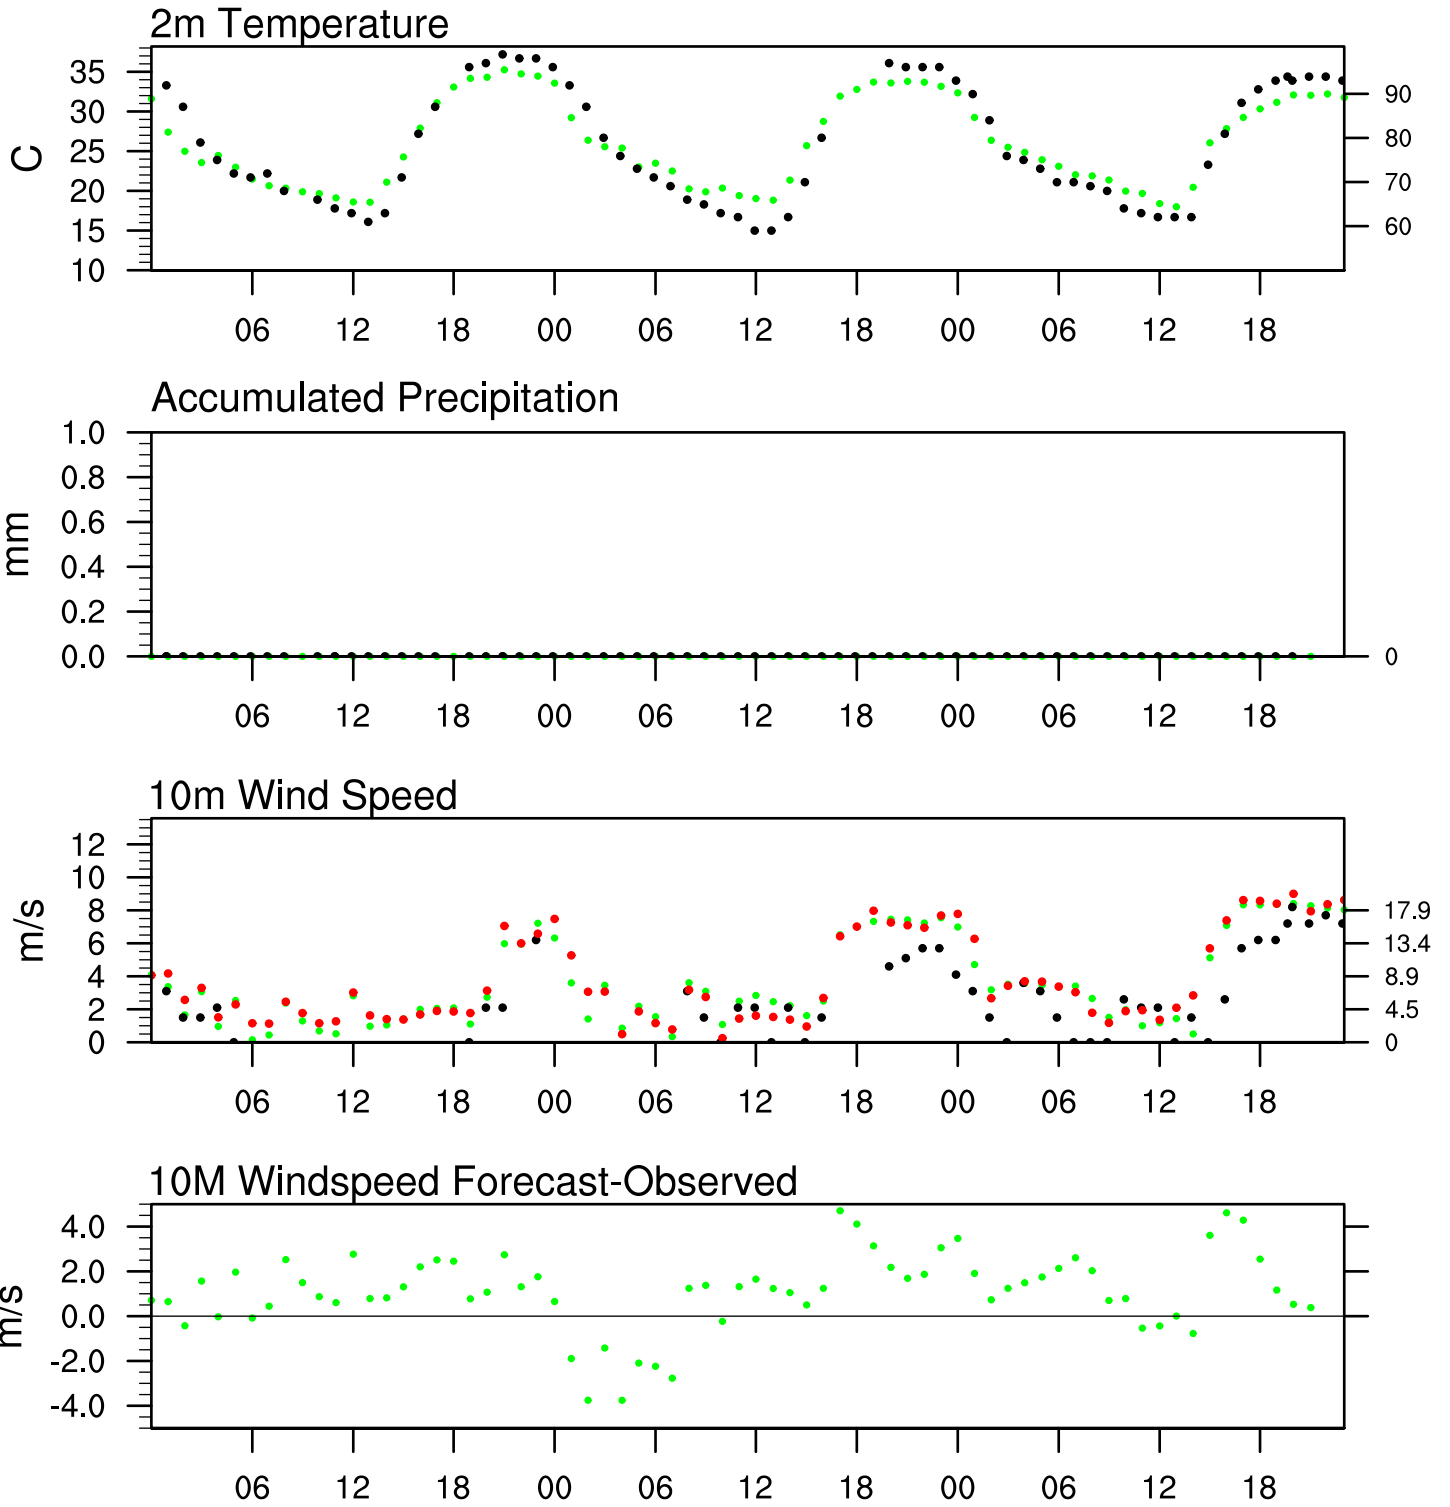 2m Temperature
35
30
25
20
15
10
C
90
80
70
60
06 12 18 00 06 12 18 00 06 12 18
Accumulated Precipitation
1.0
0.8
0.6
0.4
0.2
0.0
mm
0
06 12 18 00 06 12 18 00 06 12 18
10m Wind Speed
12
10
8
6
4
2
0
m/s
17.9
13.4
8.9
4.5
0
06 12 18 00 06 12 18 00 06 12 18
10M Windspeed Forecast-Observed
4.0
2.0
0.0
-2.0
-4.0
m/s
06 12 18 00 06 12 18 00 06 12 18